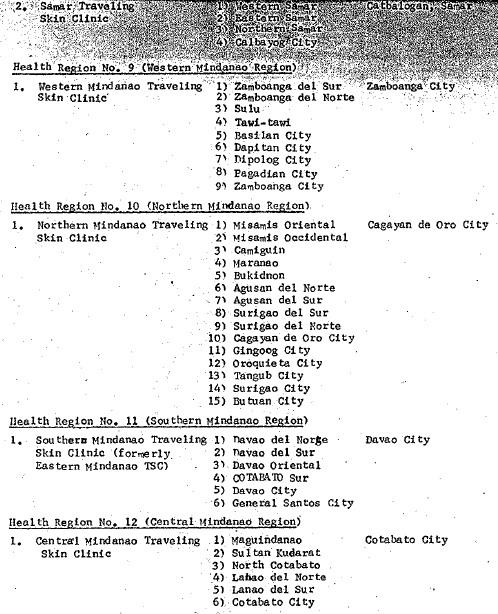 2. Samar Traveling 1) Western Samar Catbalogan, Samar
Skin Clinic 2) Eastern Samar
3) Northern Samar
4) Calbayog City
Health Region No. 9 (Western Mindanao Region)
1. Western Mindanao Traveling 1) Zamboanga del Sur Zamboanga City
Skin Clinic 2) Zamboanga del Norte
3) Sulu
4) Tawi-tawi
5) Basilan City
6) Dapitan City
7) Dipolog City
8) Pagadian City
9) Zamboanga City
Health Region No. 10 (Northern Mindanao Region)
1. Northern Mindanao Traveling 1) Misamis Oriental Cagayan de Oro City
Skin Clinic 2) Misamis Occidental
3) Camiguin
4) Maranao
5) Bukidnon
6) Agusan del Norte
7) Agusan del Sur
8) Surigao del Sur
9) Surigao del Norte
10) Cagayan de Oro City
11) Gingoog City
12) Oroquieta City
13) Tangub City
14) Surigao City
15) Butuan City
Health Region No. 11 (Southern Mindanao Region)
1. Southern Mindanao Traveling 1) Davao del Norge Davao City
Skin Clinic (formerly 2) Davao del Sur
Eastern Mindanao TSC) 3) Davao Oriental
4) COTABATO Sur
5) Davao City
6) General Santos City
Health Region No. 12 (Central Mindanao Region)
1. Central Mindanao Traveling 1) Maguindanao Cotabato City
Skin Clinic 2) Sultan Kudarat
3) North Cotabato
4) Lanao del Norte
5) Lanao del Sur
6) Cotabato City